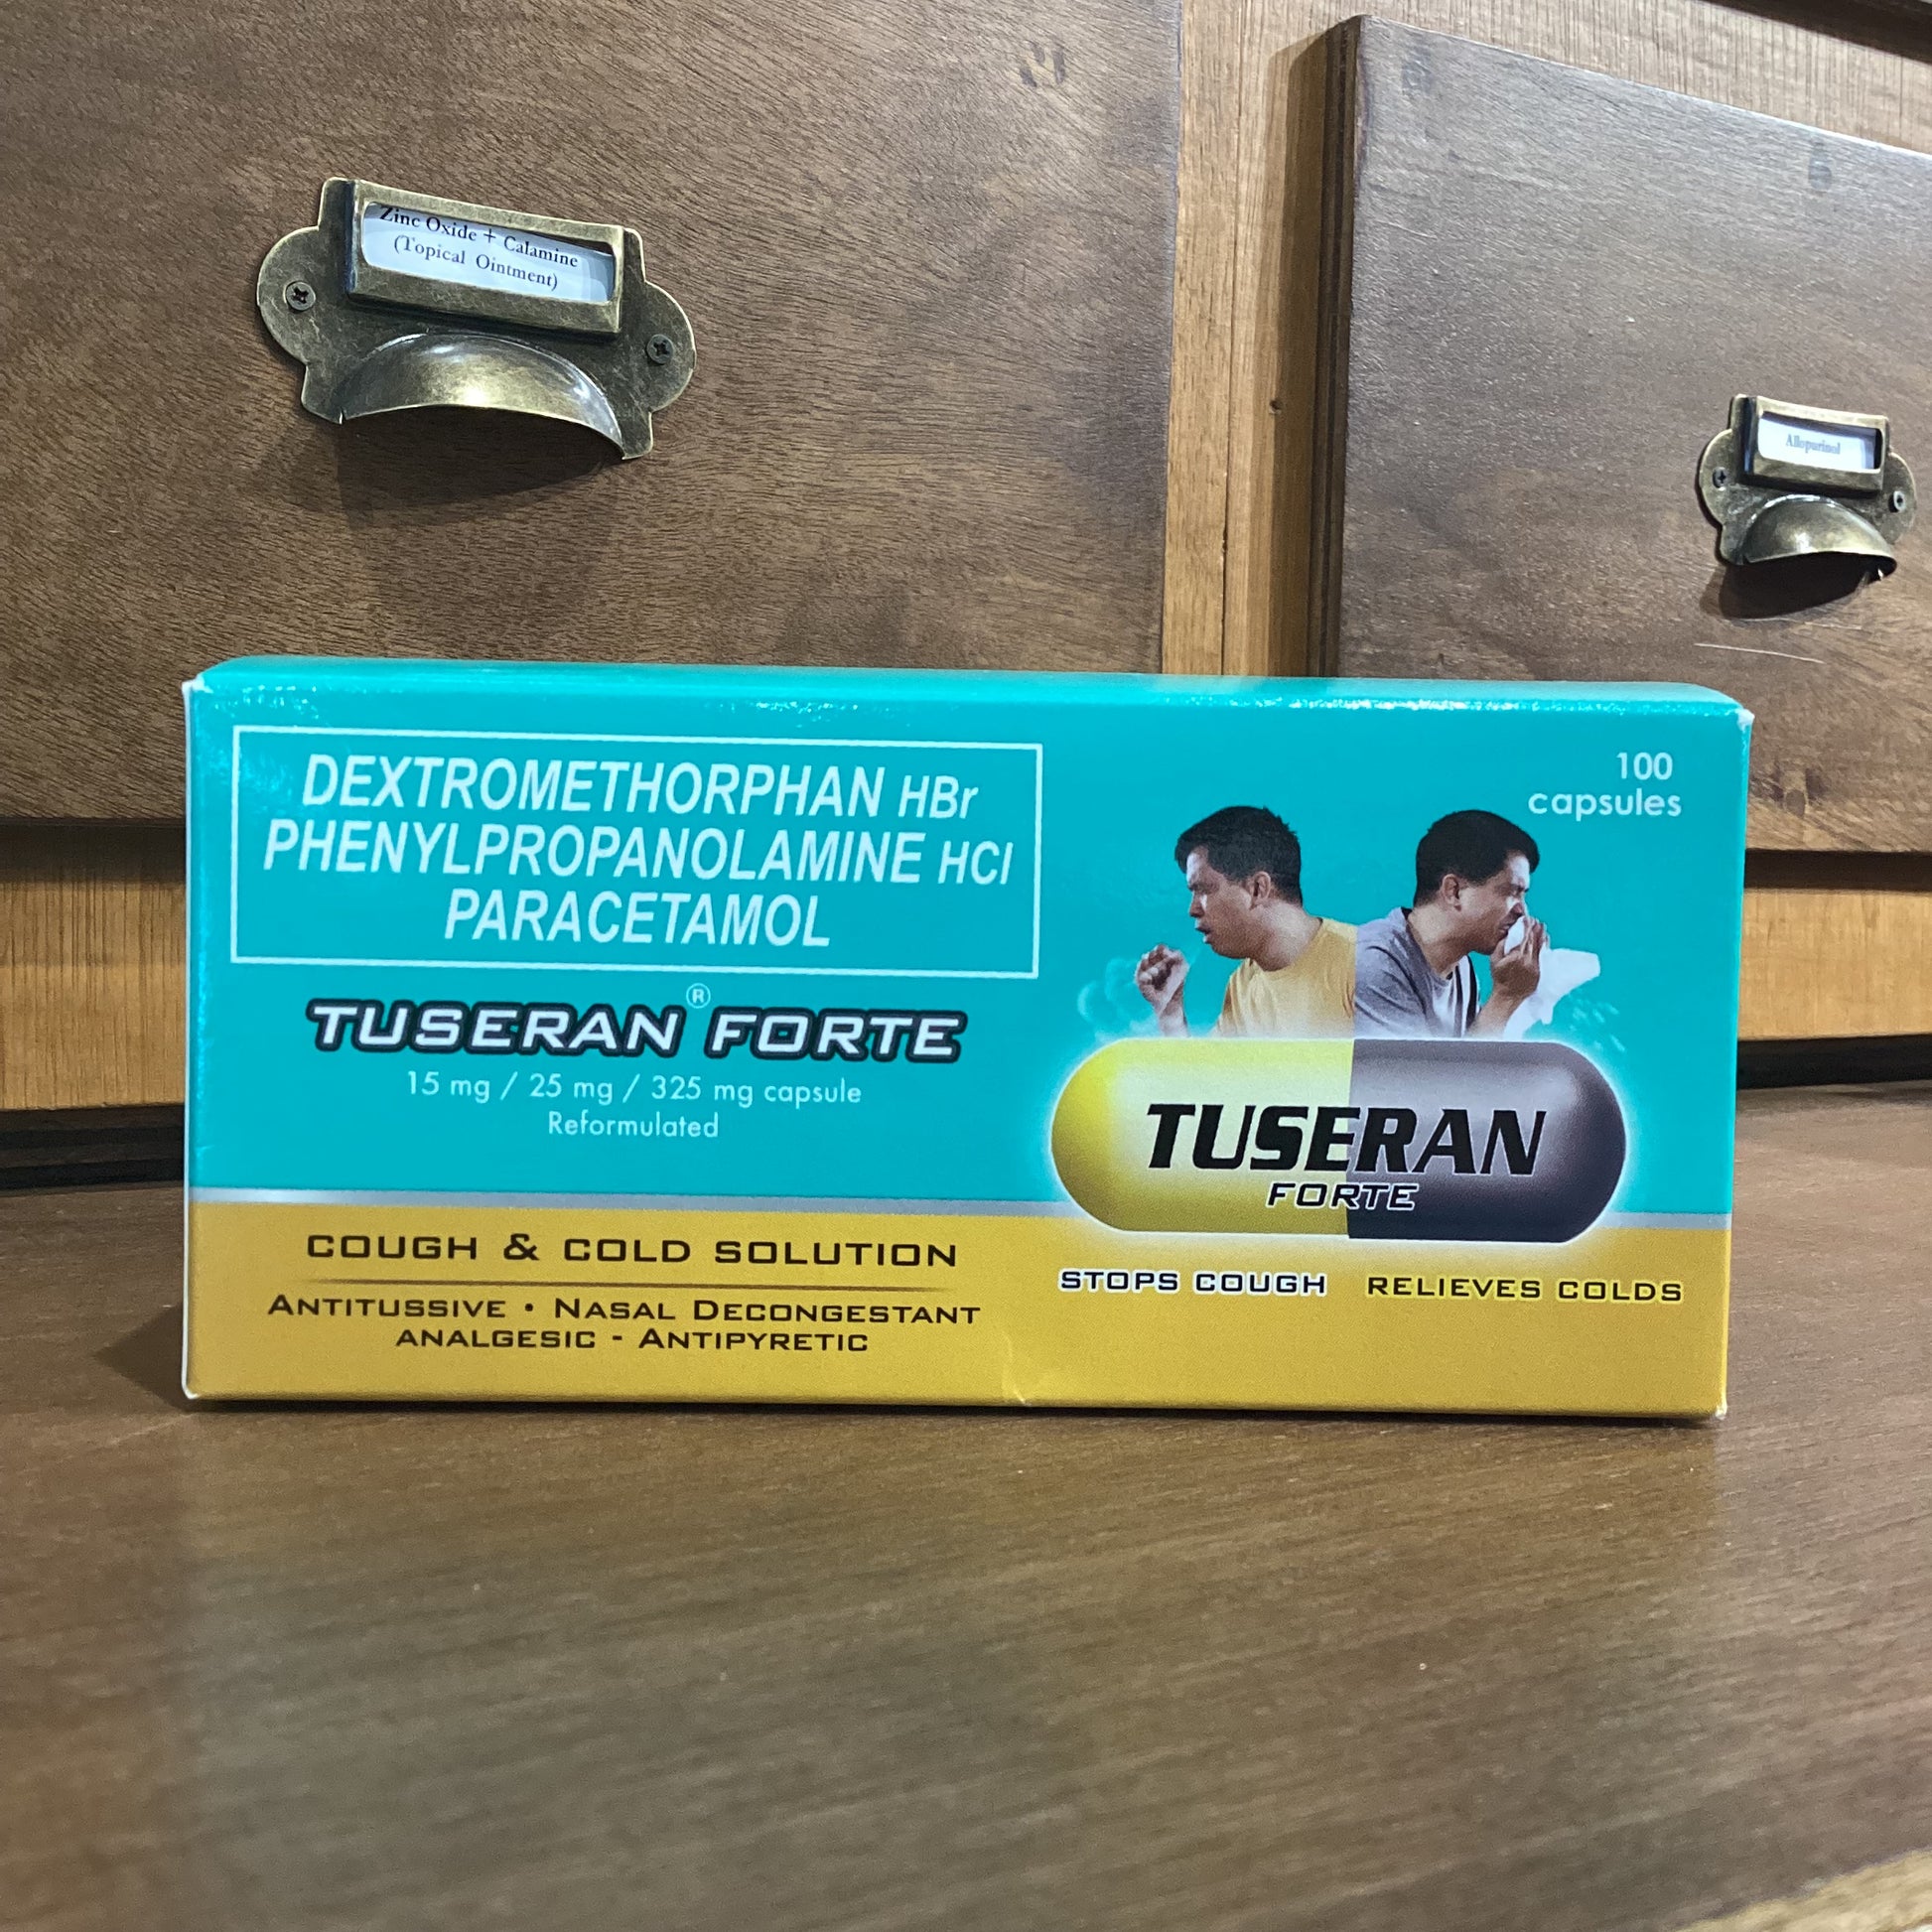 Zinc Oxide + Calamine
(Topical Ointment)
Allopurinol
DEXTROMETHORPHAN HBr
PHENYLPROPANOLAMINE HCl
PARACETAMOL
TUSERAN® FORTE
15 mg / 25 mg / 325 mg capsule
Reformulated
COUGH & COLD SOLUTION
ANTITUSSIVE • NASAL DECONGESTANT
ANALGESIC - ANTIPYRETIC
100
capsules
TUSERAN
FORTE
STOPS COUGH RELIEVES COLDS